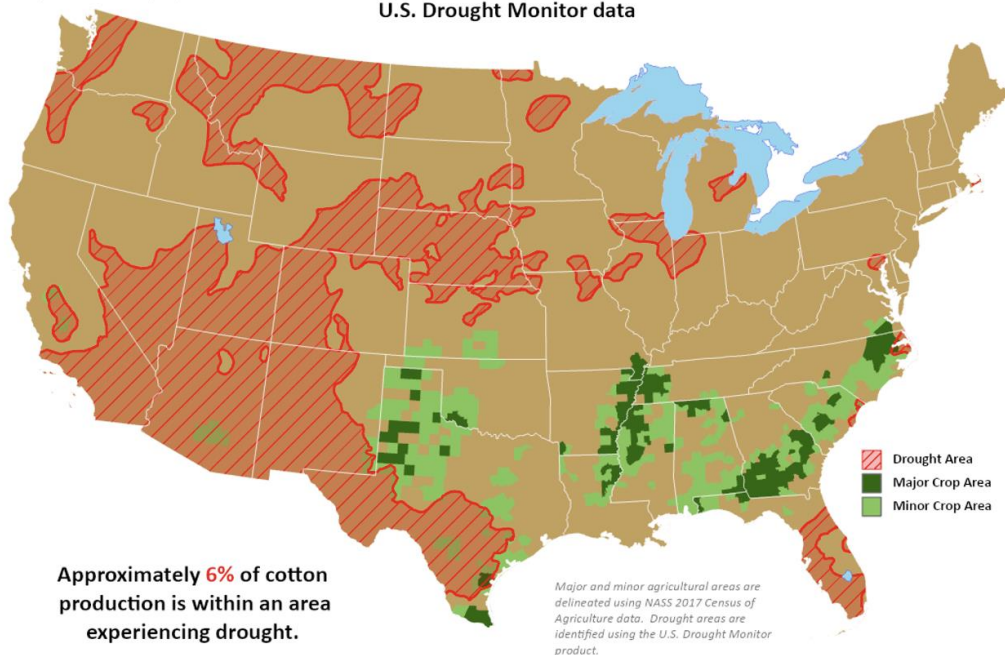 U.S. Drought Monitor data
Drought Area
Major Crop Area
Minor Crop Area
Approximately 6% of cotton
production is within an area
experiencing drought.
Major and minor agricultural areas are
delineated using NASS 2017 Census of
Agriculture data. Drought areas are
identified using the U.S. Drought Monitor
product.